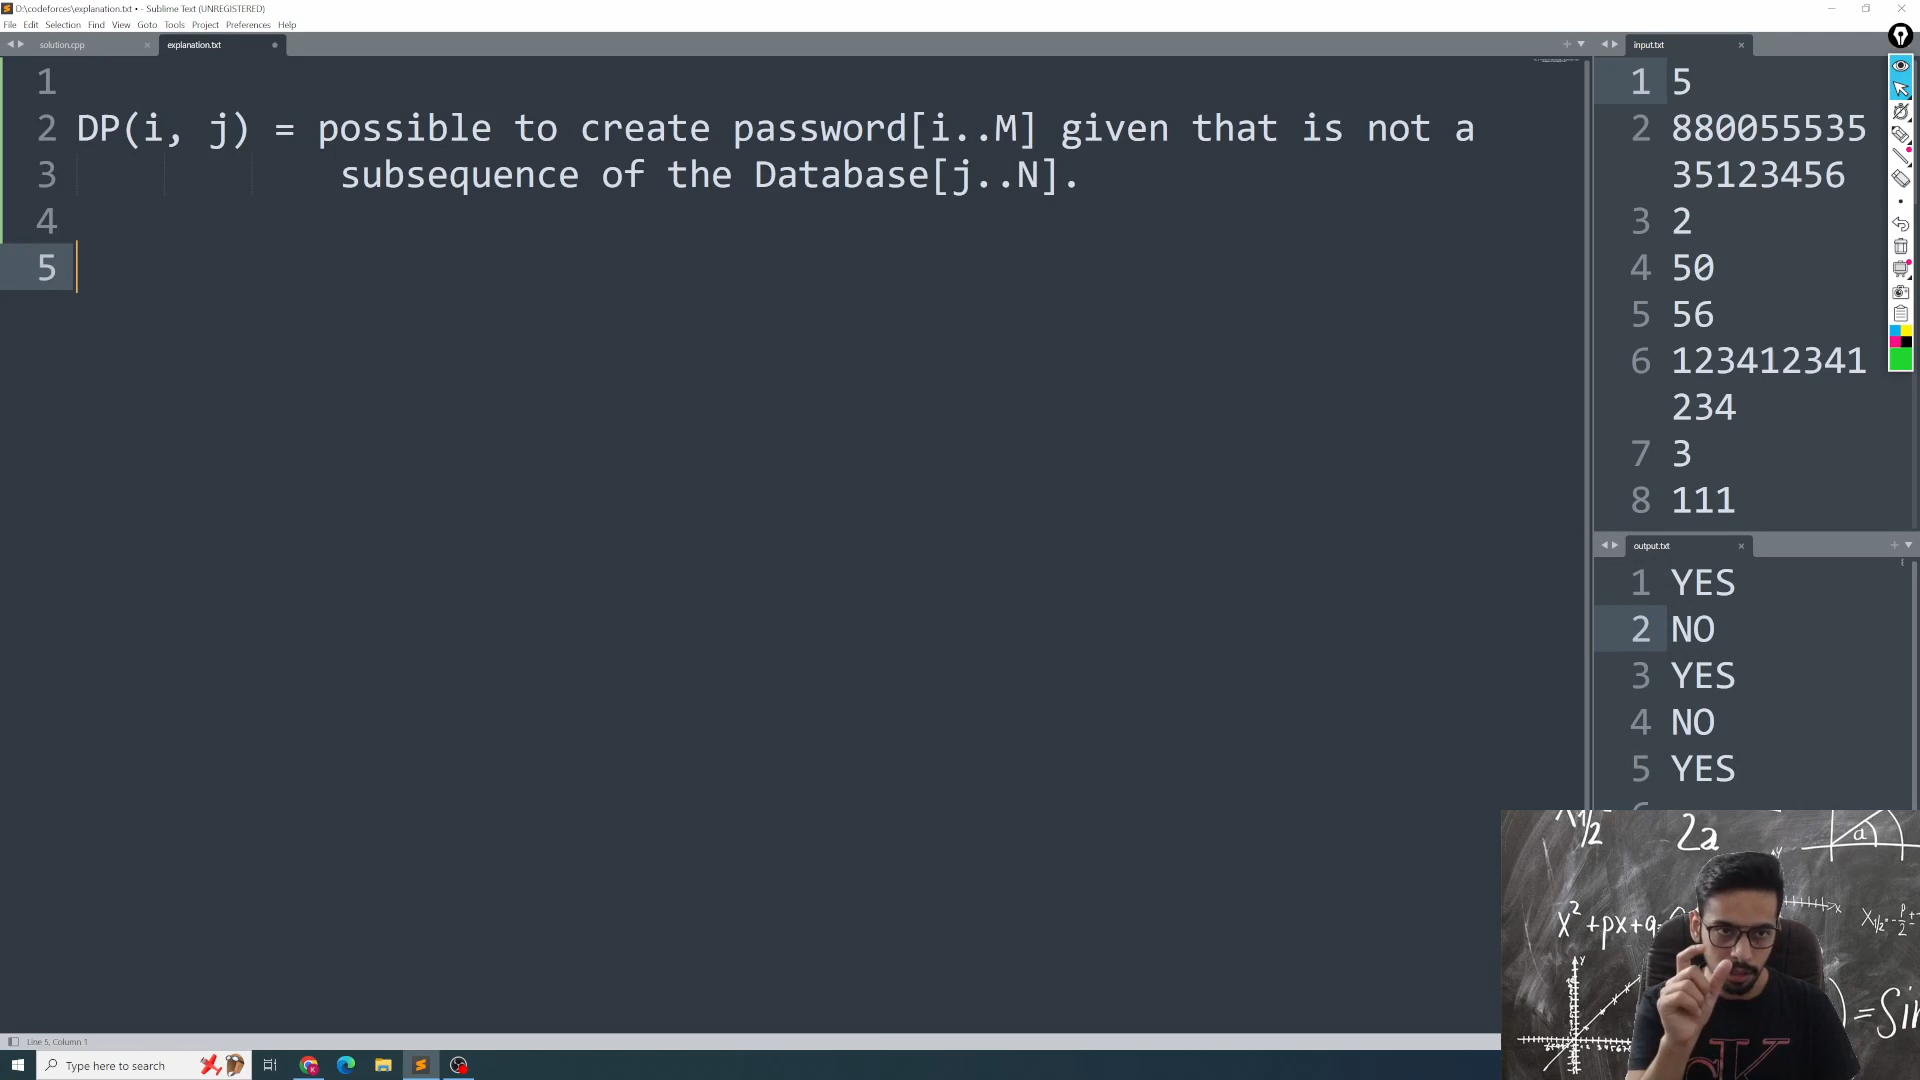 D:\codeforces\explanation.txt • - Sublime Text (UNREGISTERED)
File Edit Selection Find View Goto Tools Project Preferences Help
solution.cpp
explanation.txt
1
2 DP(i, j) = possible to create password[i..M] given that is not a
3 subsequence of the Database[j..N].
4
5
input.txt
1 5
2 880055535
35123456
3 2
4 50
5 56
6 123412341
234
7 3
8 111
output.txt
1 YES
2 NO
3 YES
4 NO
5 YES
2a
a
x² +px+q
Y
= Sin
Line 5, Column 1
Type here to search